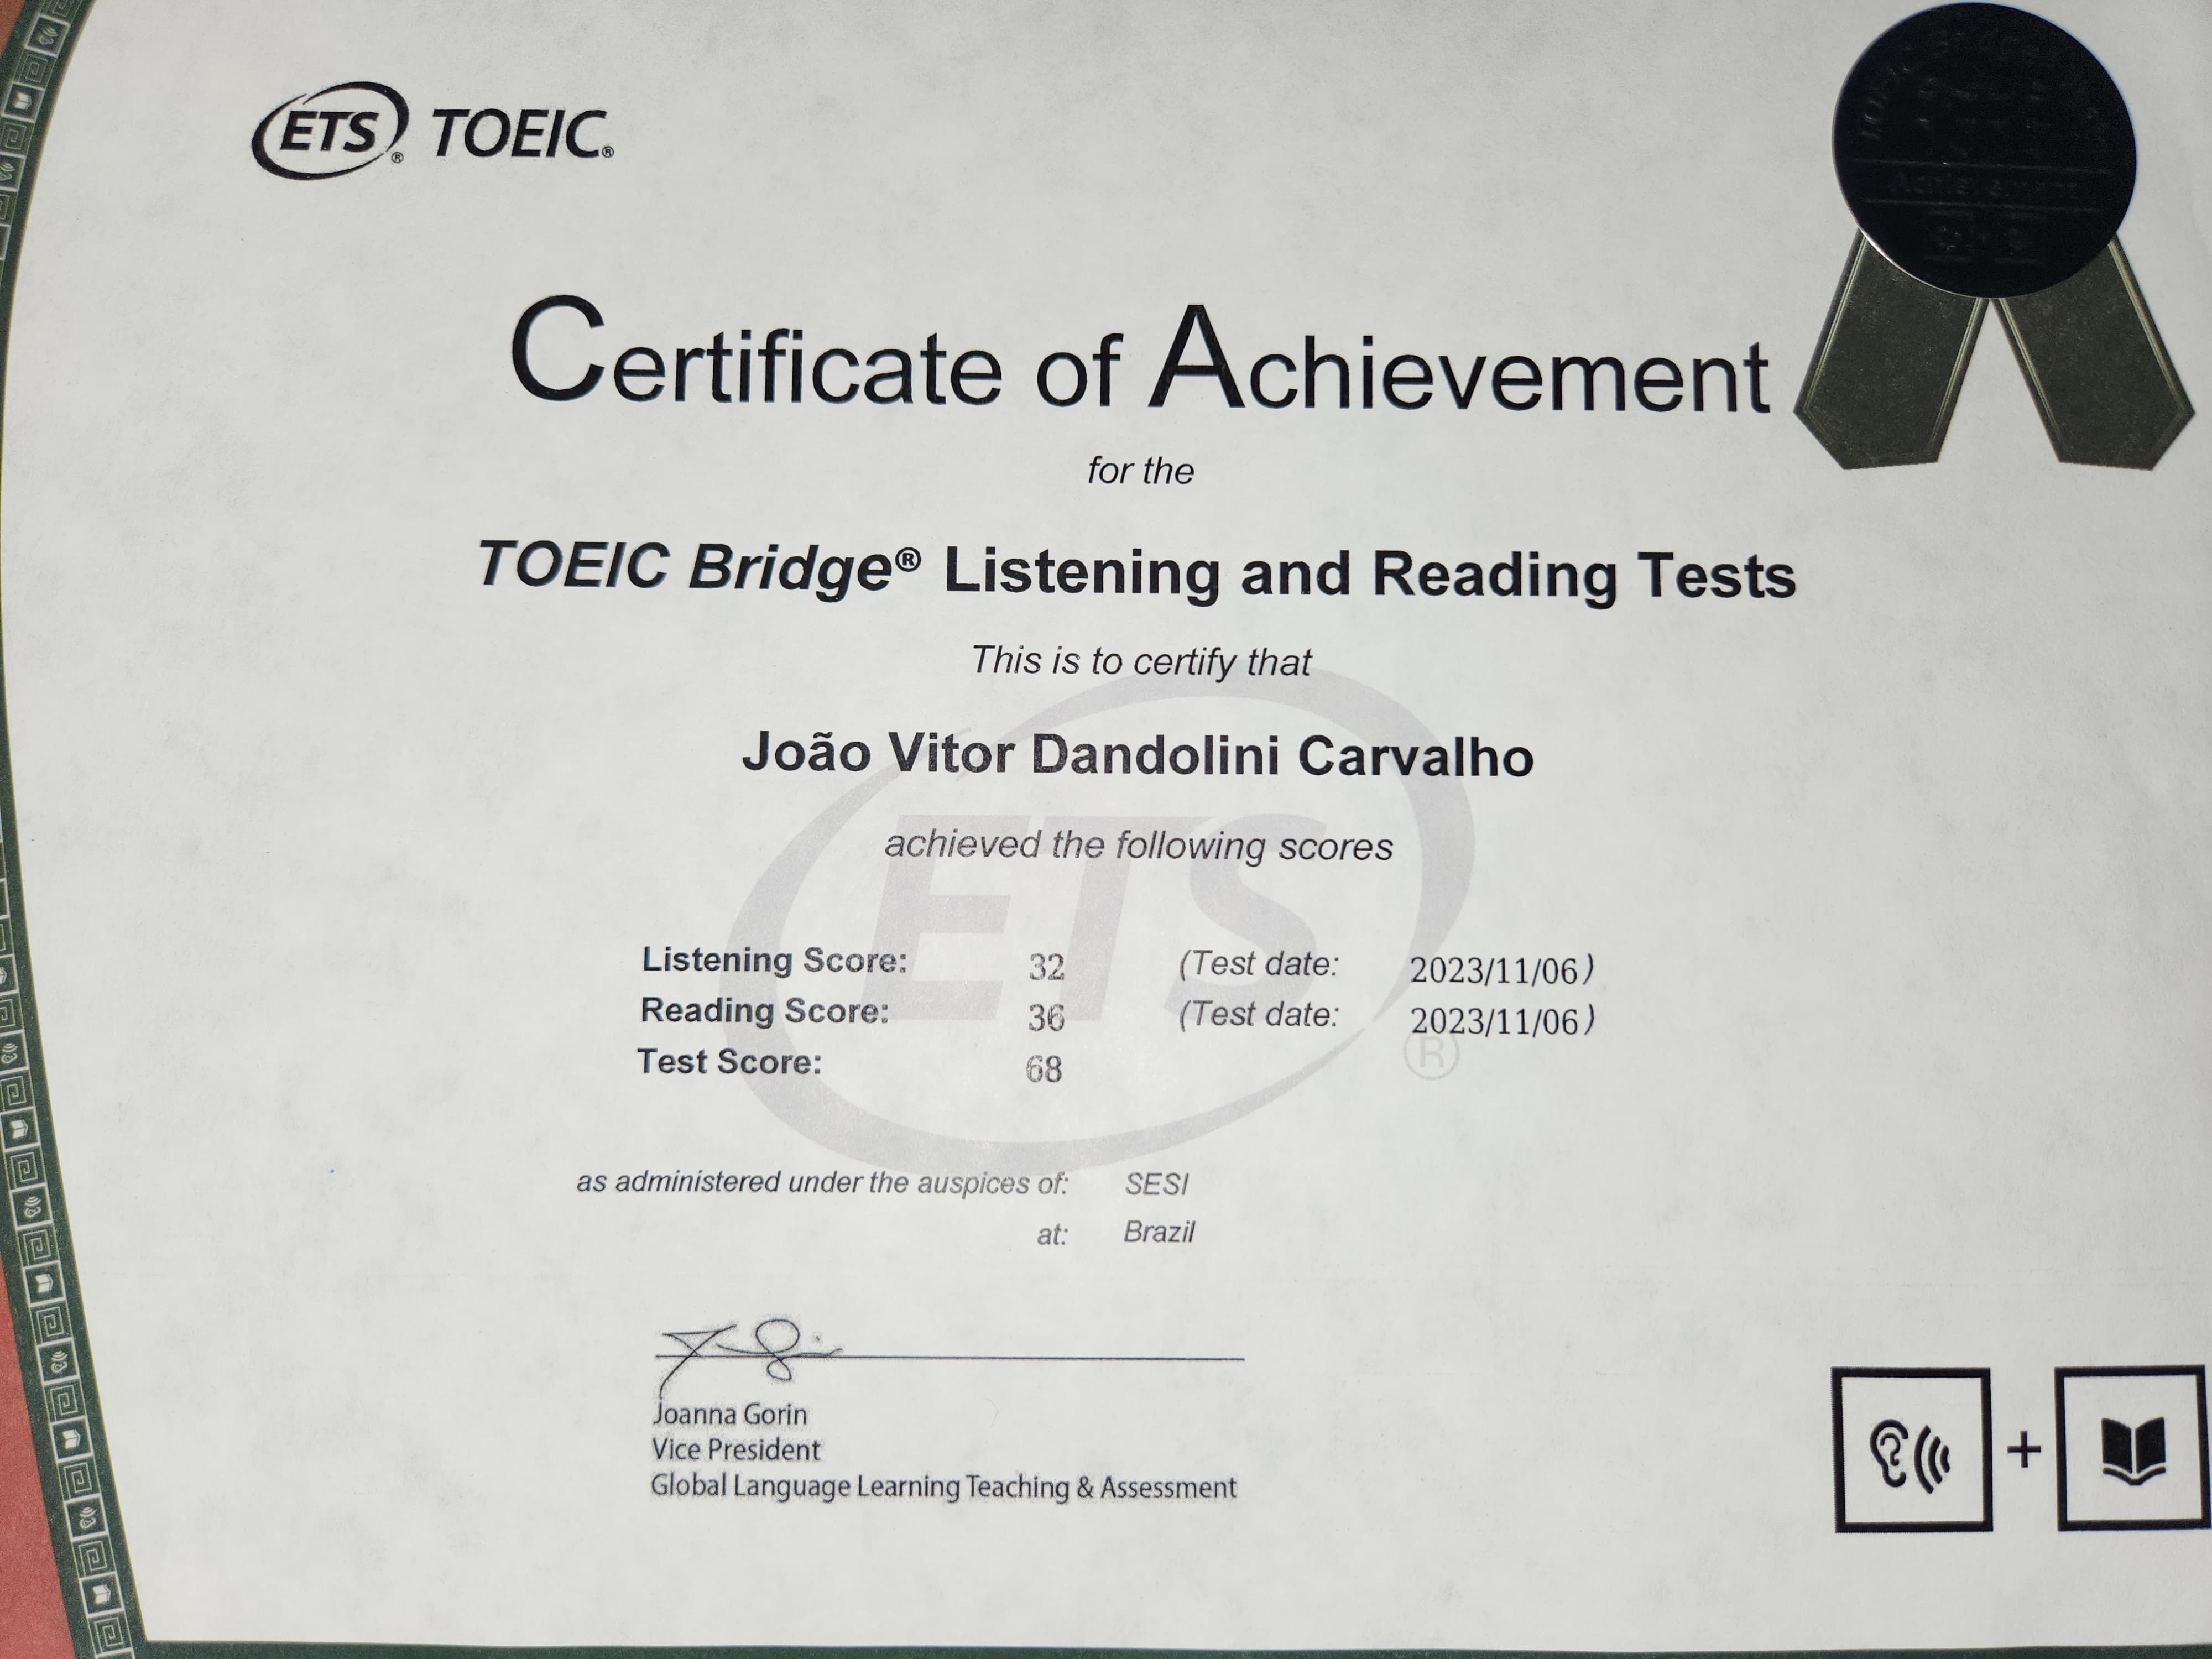 ETS® TOEIC®
Achievement
Certificate of Achievement
for the
TOEIC Bridge® Listening and Reading Tests
This is to certify that
João Vitor Dandolini Carvalho
achieved the following scores
ETS®
Listening Score: 32 (Test date: 2023/11/06)
Reading Score: 36 (Test date: 2023/11/06)
Test Score: 68
as administered under the auspices of: SESI
at: Brazil
Joanna Gorin
Vice President
Global Language Learning Teaching & Assessment
+